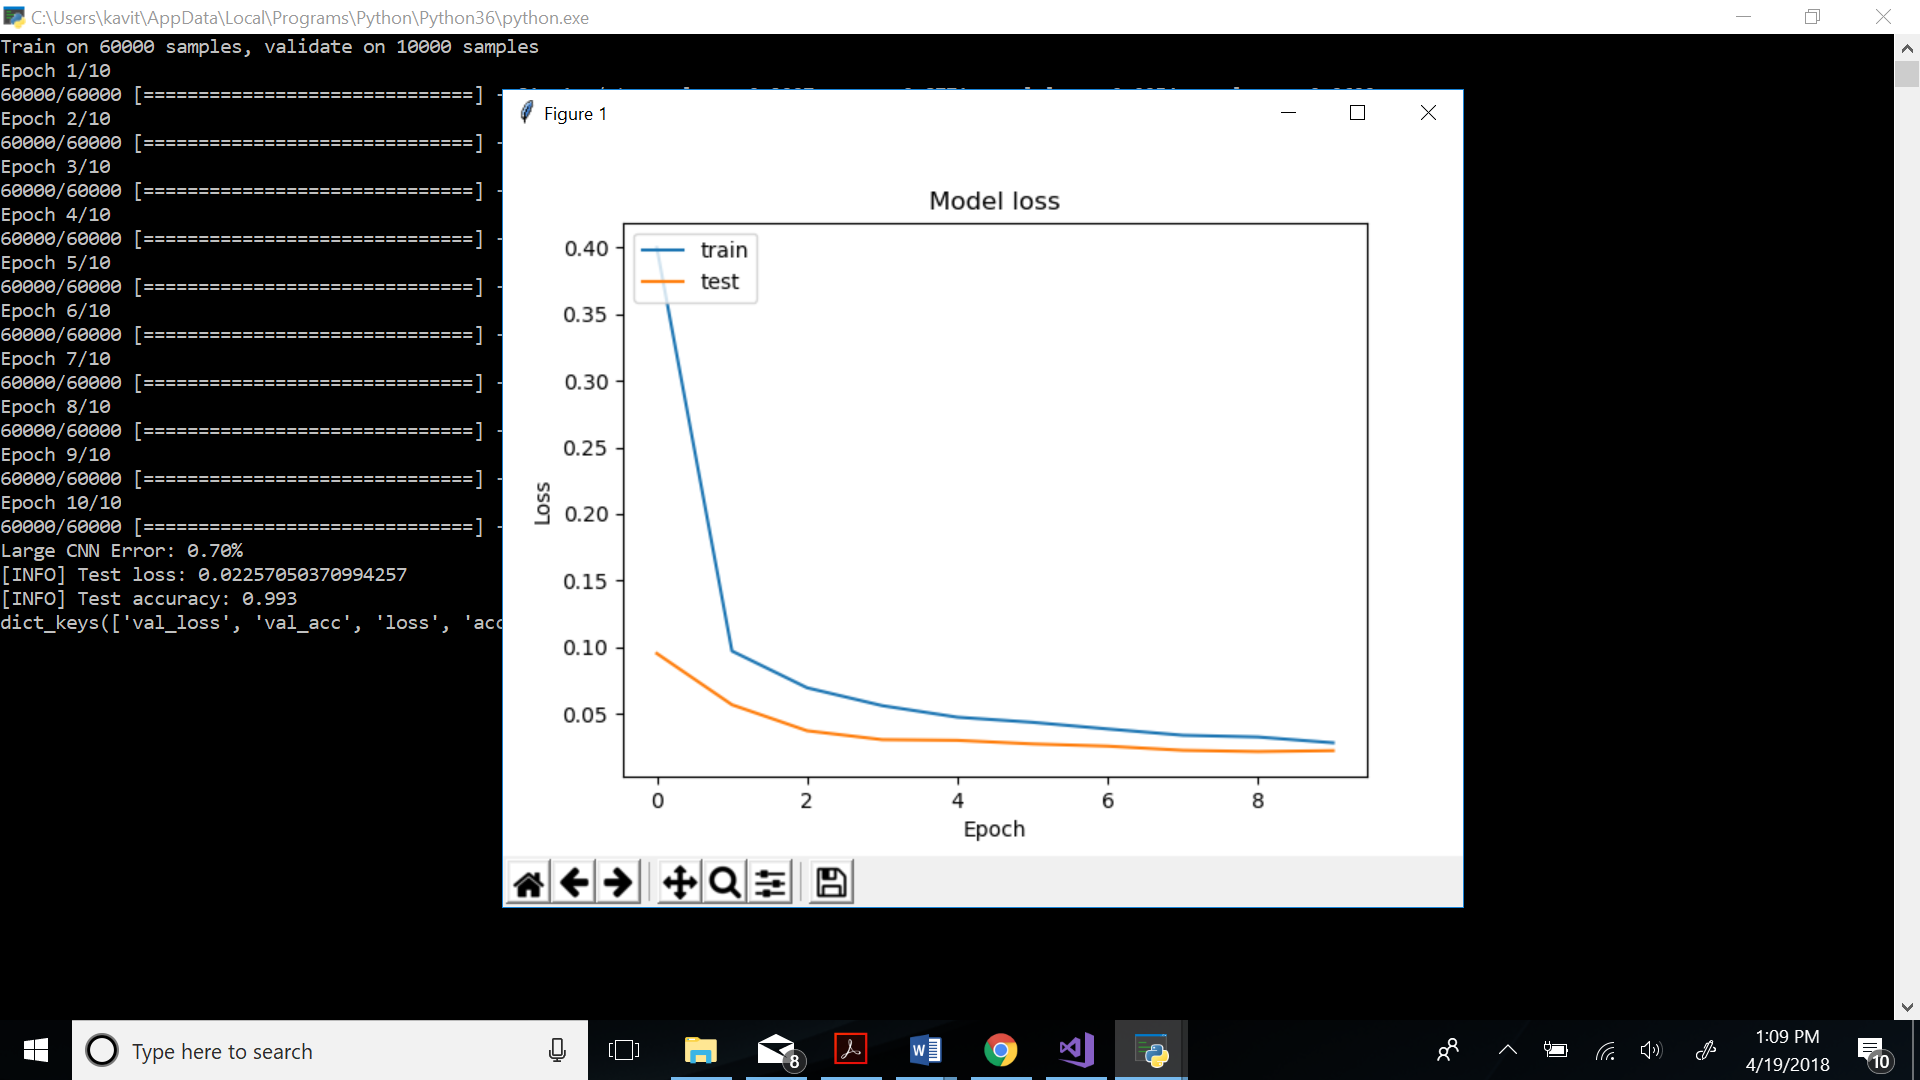 C:\Users\kavit\AppData\Local\Programs\Python\Python36\python.exe
Train on 60000 samples, validate on 10000 samples
Epoch 1/10
60000/60000 [==============================] -
Epoch 2/10
60000/60000 [==============================] -
Epoch 3/10
60000/60000 [==============================] -
Epoch 4/10
60000/60000 [==============================] -
Epoch 5/10
60000/60000 [==============================] -
Epoch 6/10
60000/60000 [==============================] -
Epoch 7/10
60000/60000 [==============================] -
Epoch 8/10
60000/60000 [==============================] -
Epoch 9/10
60000/60000 [==============================] -
Epoch 10/10
60000/60000 [==============================] -
Large CNN Error: 0.70%
[INFO] Test loss: 0.02257050370994257
[INFO] Test accuracy: 0.993
dict_keys(['val_loss', 'val_acc', 'loss', 'acc
Figure 1
Model loss
train
test
0.40
0.35
0.30
0.25
0.20
0.15
0.10
0.05
Loss
0 2 4 6 8
Epoch
Type here to search
8
1:09 PM
4/19/2018
10